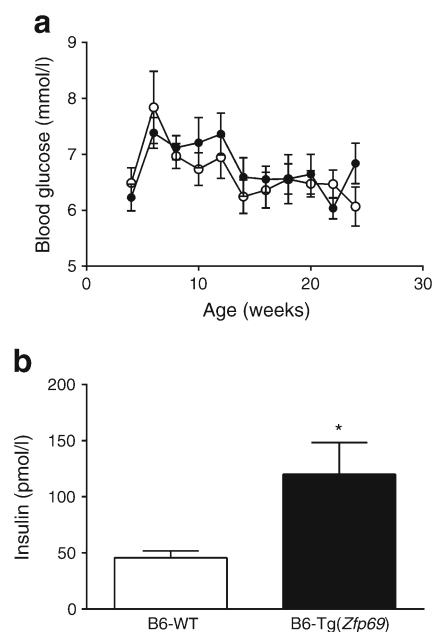 a
Blood glucose (mmol/l)
9
8
7
6
5
0
10
20
30
Age (weeks)
b
Insulin (pmol/l)
200
150
100
50
0
*
B6-WT
B6-Tg(Zfp69)